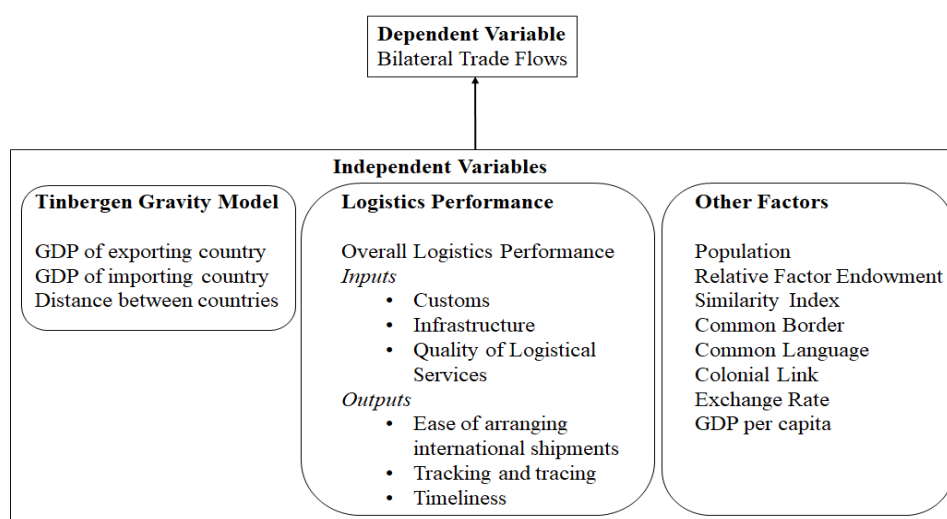 Dependent Variable
Bilateral Trade Flows
Independent Variables
Tinbergen Gravity Model
GDP of exporting country
GDP of importing country
Distance between countries
Logistics Performance
Overall Logistics Performance
Inputs
• Customs
• Infrastructure
• Quality of Logistical
Services
Outputs
• Ease of arranging
international shipments
• Tracking and tracing
• Timeliness
Other Factors
Population
Relative Factor Endowment
Similarity Index
Common Border
Common Language
Colonial Link
Exchange Rate
GDP per capita